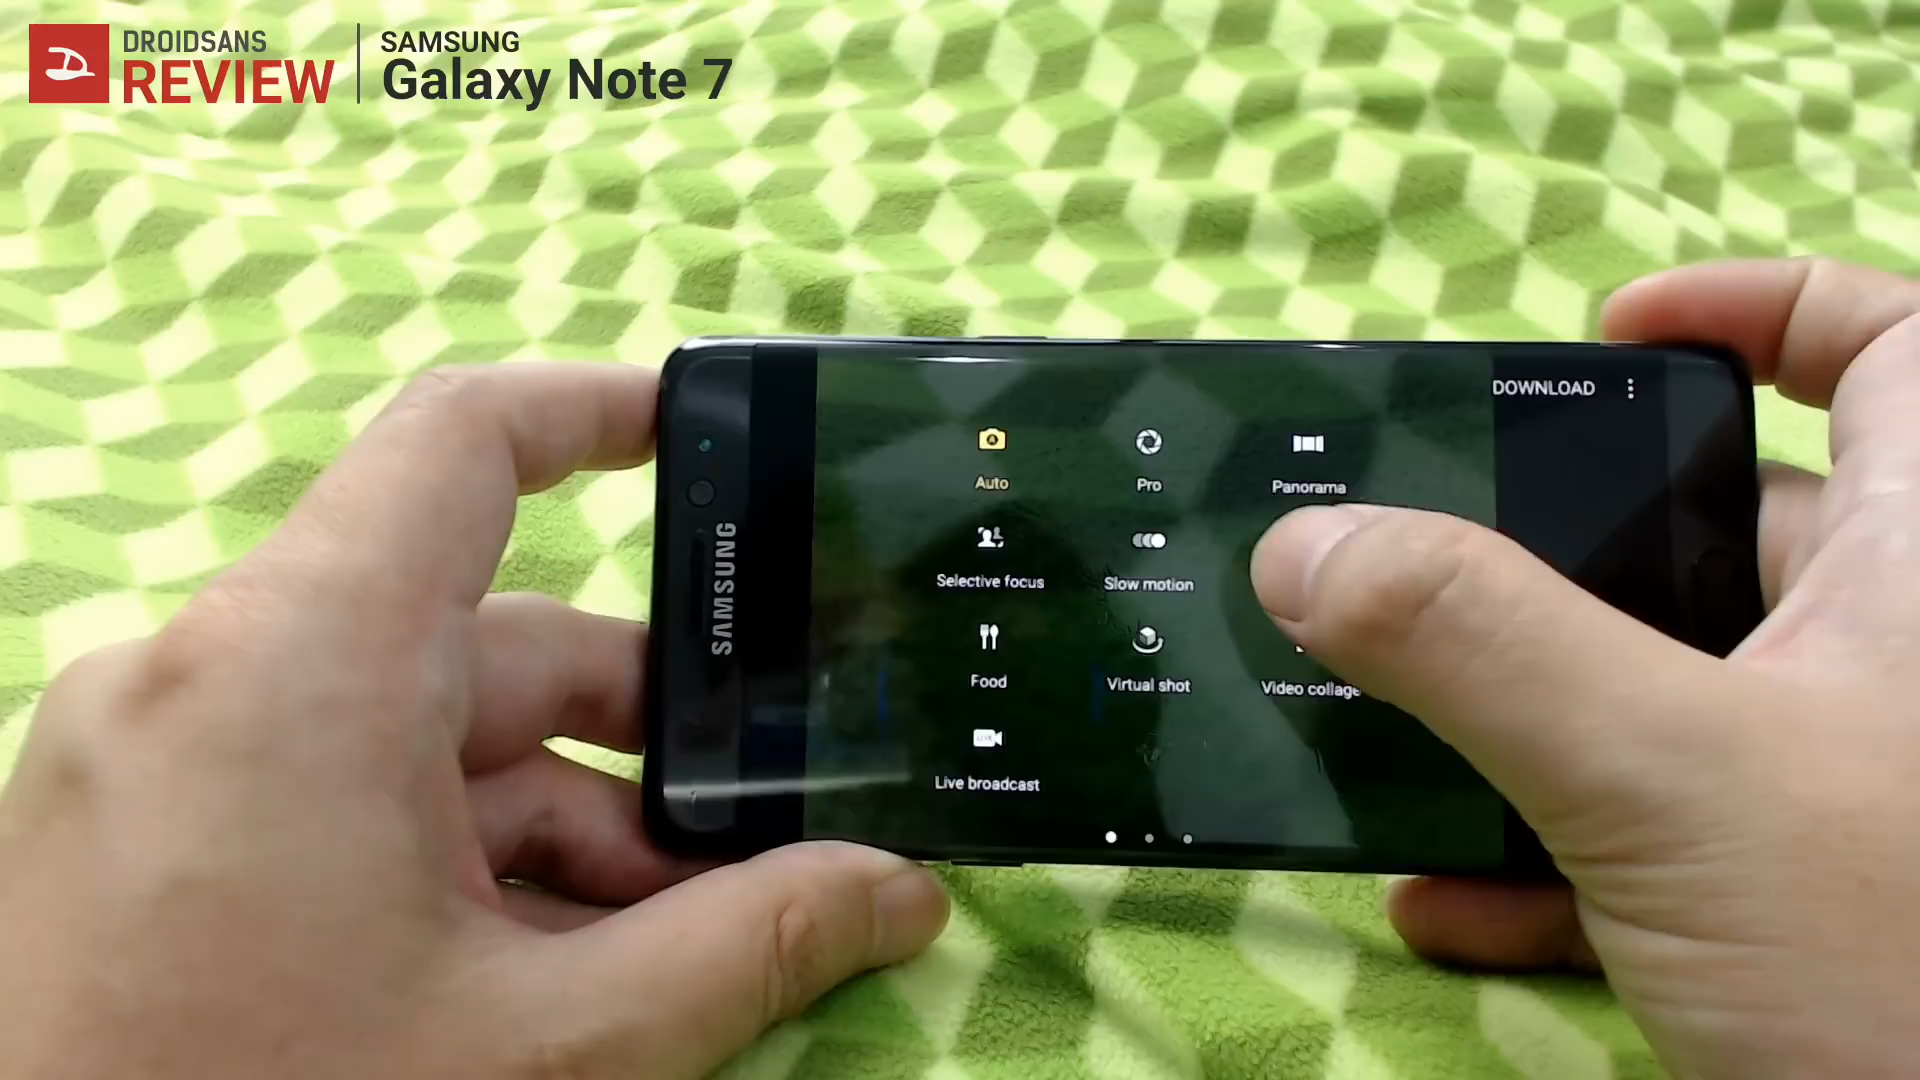 DROIDSANS
REVIEW
SAMSUNG
Galaxy Note 7
DOWNLOAD
Auto
Pro
Panorama
Selective focus
Slow motion
Food
Virtual shot
Video collage
Live broadcast
SAMSUNG